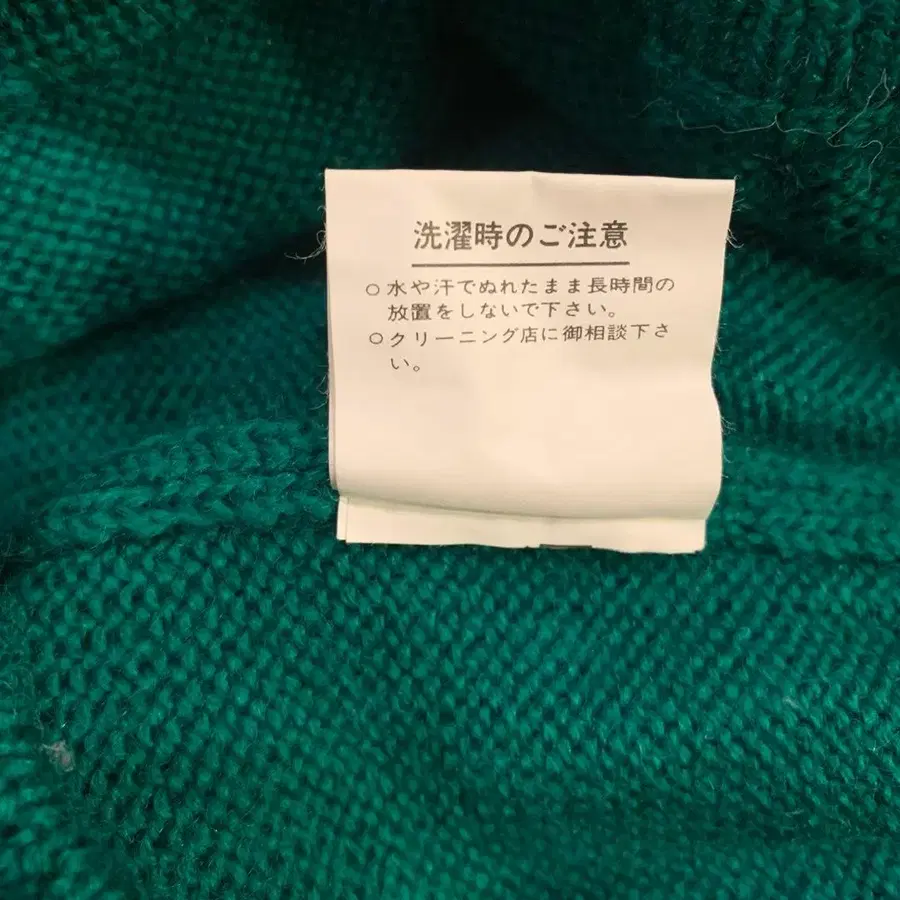 洗濯時のご注意
○水や汗でぬれたまま長時間の
放置をしないで下さい。
○クリーニング店に御相談下さ
い。